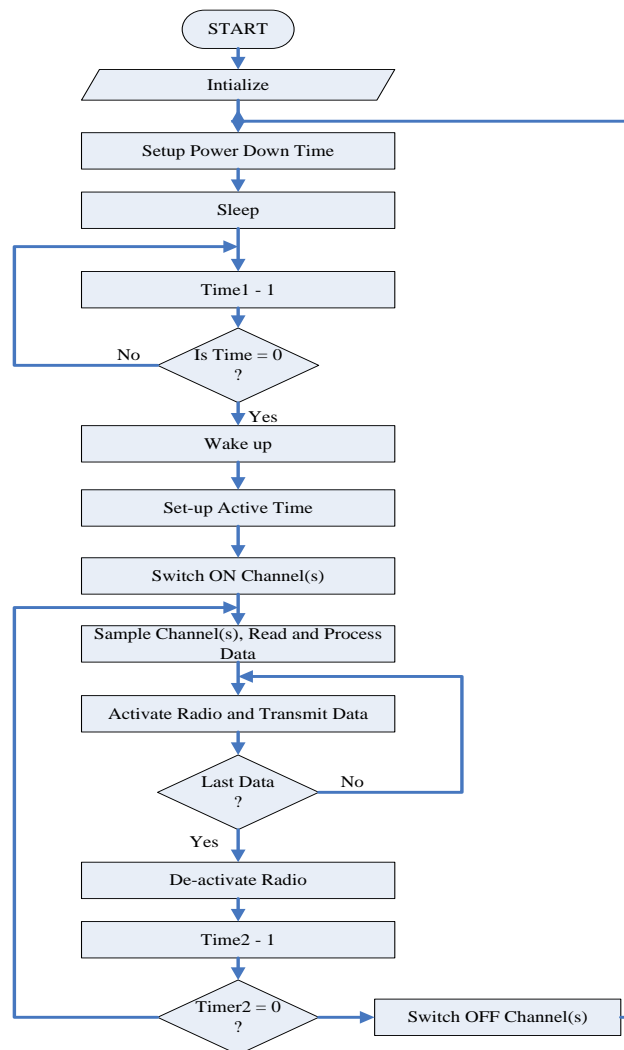 START
Intialize
Setup Power Down Time
Sleep
Time1 - 1
Is Time = 0
?
No
Yes
Wake up
Set-up Active Time
Switch ON Channel(s)
Sample Channel(s), Read and Process
Data
Activate Radio and Transmit Data
Last Data
?
No
Yes
De-activate Radio
Time2 - 1
Timer2 = 0
?
Switch OFF Channel(s)